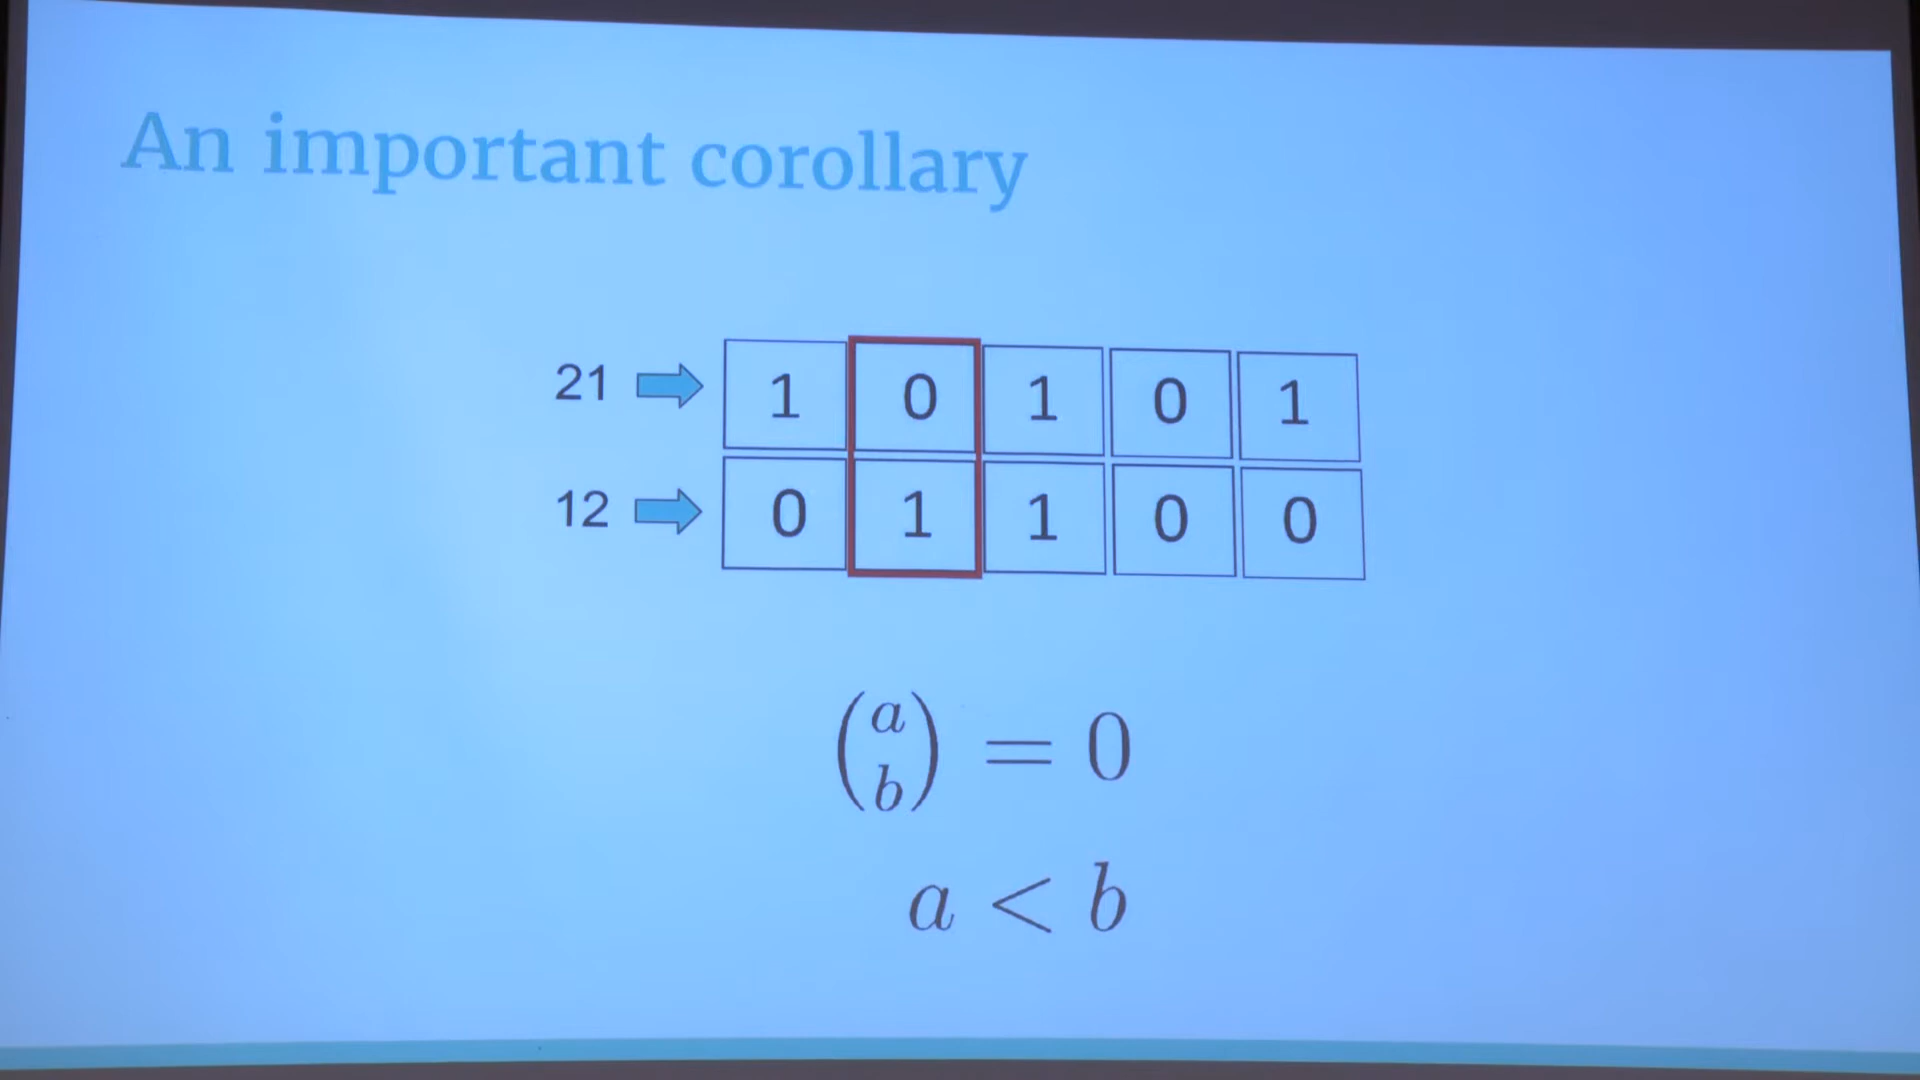 An important corollary
21 1 0 1 0 1
12 0 1 1 0 0
(a b) = 0
a < b